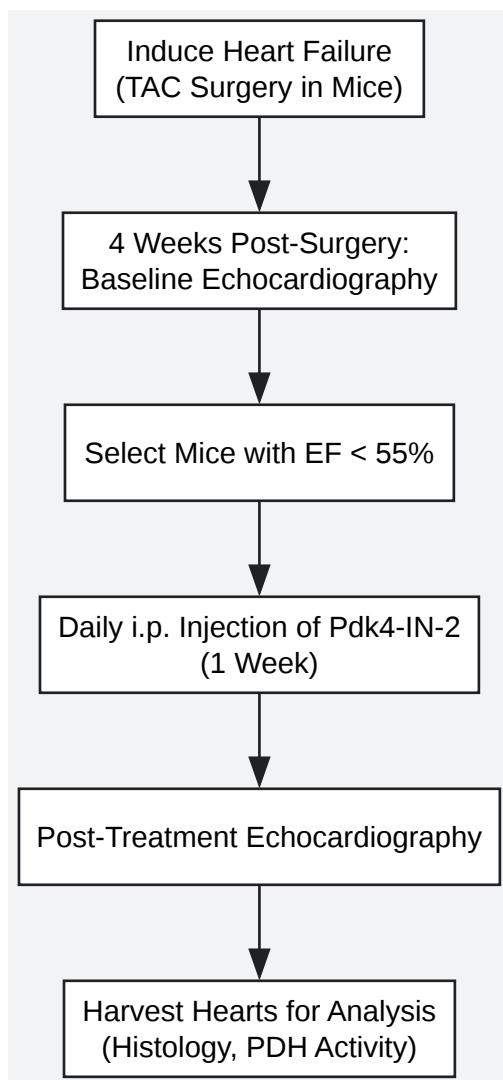 Induce Heart Failure
(TAC Surgery in Mice)
4 Weeks Post-Surgery:
Baseline Echocardiography
Select Mice with EF < 55%
Daily i.p. Injection of Pdk4-IN-2
(1 Week)
Post-Treatment Echocardiography
Harvest Hearts for Analysis
(Histology, PDH Activity)